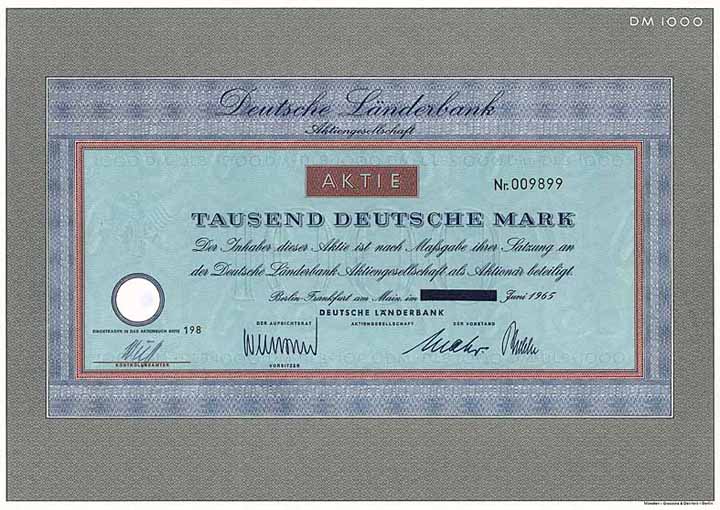 DM 1000
Deutsche Länderbank
Aktiengesellschaft
AKTIE
Nr. 009899
TAUSEND DEUTSCHE MARK
Der Inhaber dieser Aktie ist nach Maßgabe ihrer Satzung an
der Deutsche Länderbank Aktiengesellschaft als Aktionär beteiligt.
Berlin-Frankfurt am Main, im Juni 1965
DEUTSCHE LÄNDERBANK
AKTIENGESELLSCHAFT
DER AUFSICHTSRAT
DER VORSTAND
EINGETRAGEN IN DAS AKTIENBUCH SEITE 198
KONTROLLBEAMTER
VORSITZER